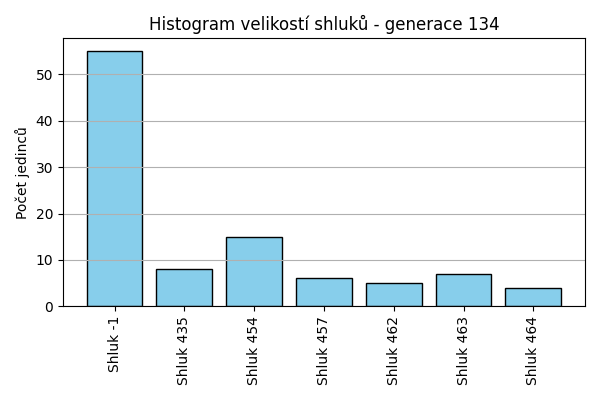 Histogram velikostí shluků - generace 134
Počet jedinců
50
40
30
20
10
0
Shluk -1
Shluk 435
Shluk 454
Shluk 457
Shluk 462
Shluk 463
Shluk 464